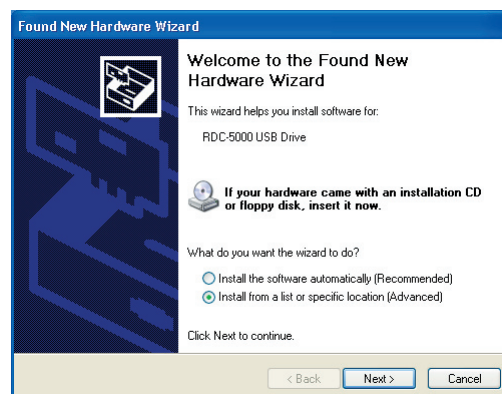 Found New Hardware Wizard
Welcome to the Found New
Hardware Wizard
This wizard helps you install software for:
RDC-5000 USB Drive
If your hardware came with an installation CD
or floppy disk, insert it now.
What do you want the wizard to do?
Install the software automatically (Recommended)
Install from a list or specific location (Advanced)
Click Next to continue.
< Back
Next >
Cancel